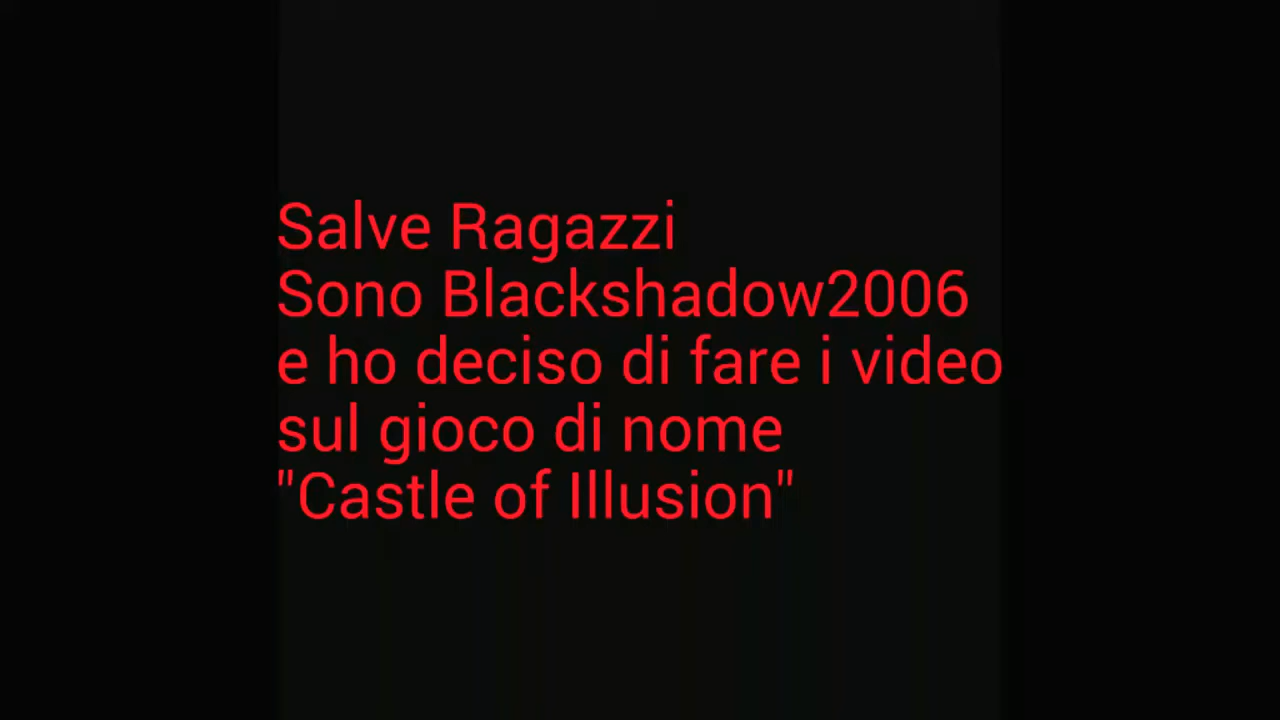 Salve Ragazzi
Sono Blackshadow2006
e ho deciso di fare i video
sul gioco di nome
"Castle of Illusion"